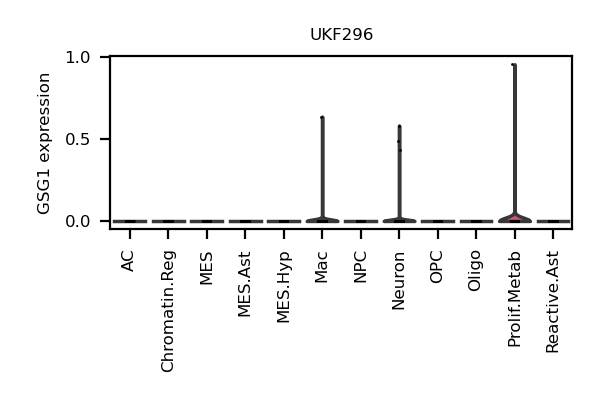 UKF296
GSG1 expression
1.0
0.5
0.0
AC
Chromatin.Reg
MES
MES.Ast
MES.Hyp
Mac
NPC
Neuron
OPC
Oligo
Prolif.Metab
Reactive.Ast